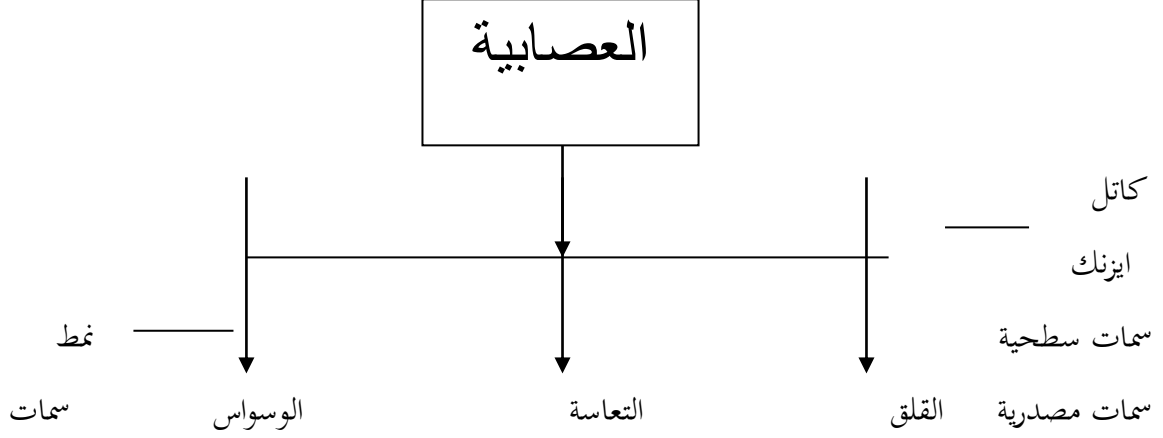 العصابية
كاتل
ايزنك
سمات سطحية
نمط
سمات مصدرية القلق التعاسة الوسواس سمات